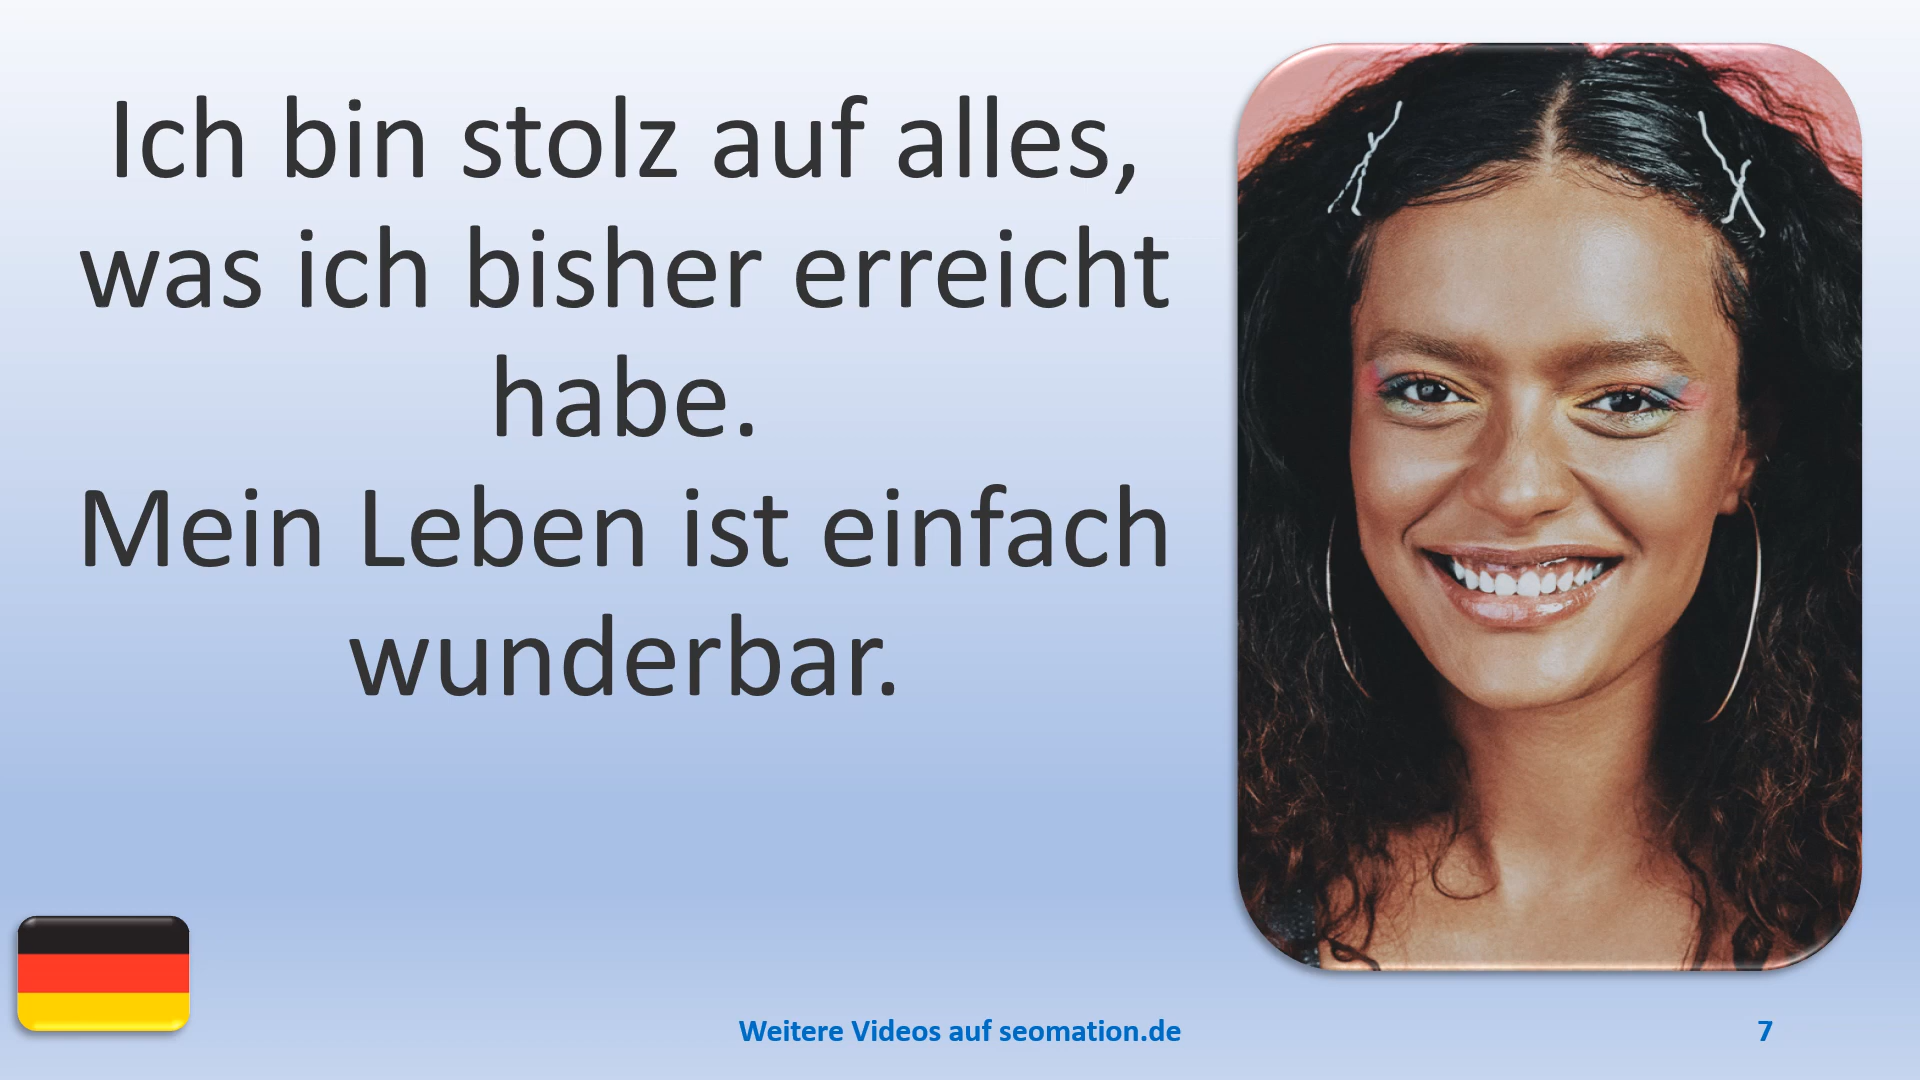 Ich bin stolz auf alles,
was ich bisher erreicht
habe.
Mein Leben ist einfach
wunderbar.
Weitere Videos auf seomation.de
7